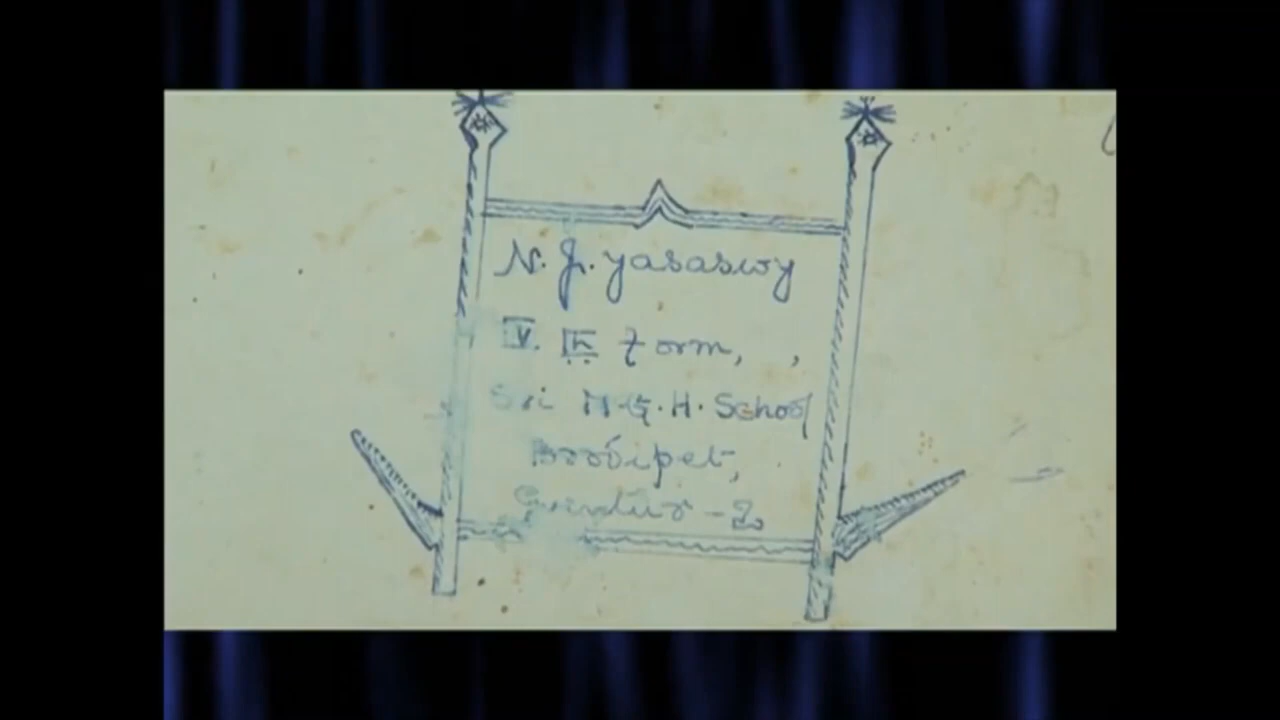 N. J. yasaswy
V. form,
Sri M.G.H. School
Brodipet,
Guntur - 2